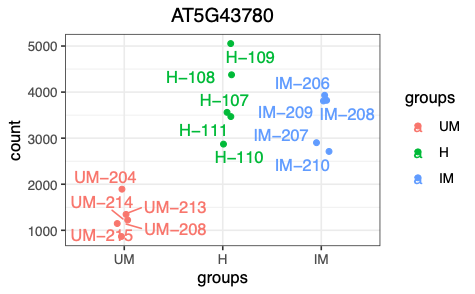 AT5G43780
count
5000
4000
3000
2000
1000
H−109
H−108
H−107
H−111
H−110
IM−206
IM−209 IM−208
IM−207
IM−210
UM−204
UM−214
UM−213
UM−208
UM−215
UM H IM
groups
groups
a UM
a H
a IM